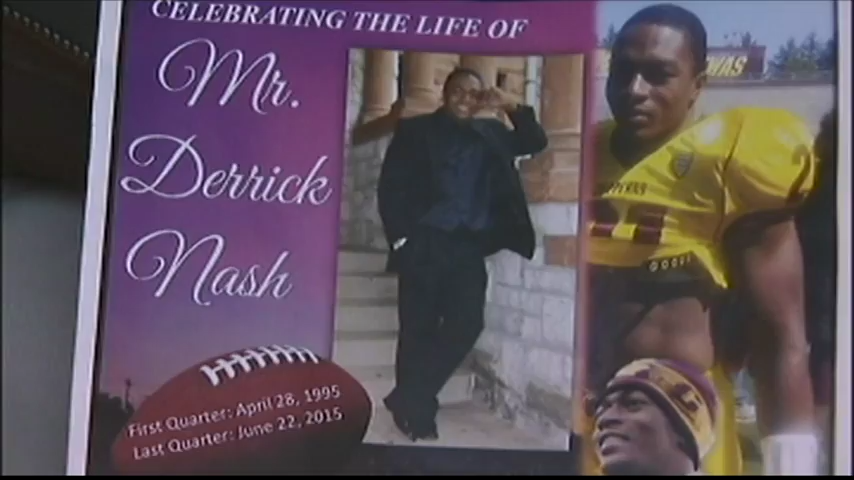 CELEBRATING THE LIFE OF
Mr.
Derrick
Nash
First Quarter: April 28, 1995
Last Quarter: June 22, 2015